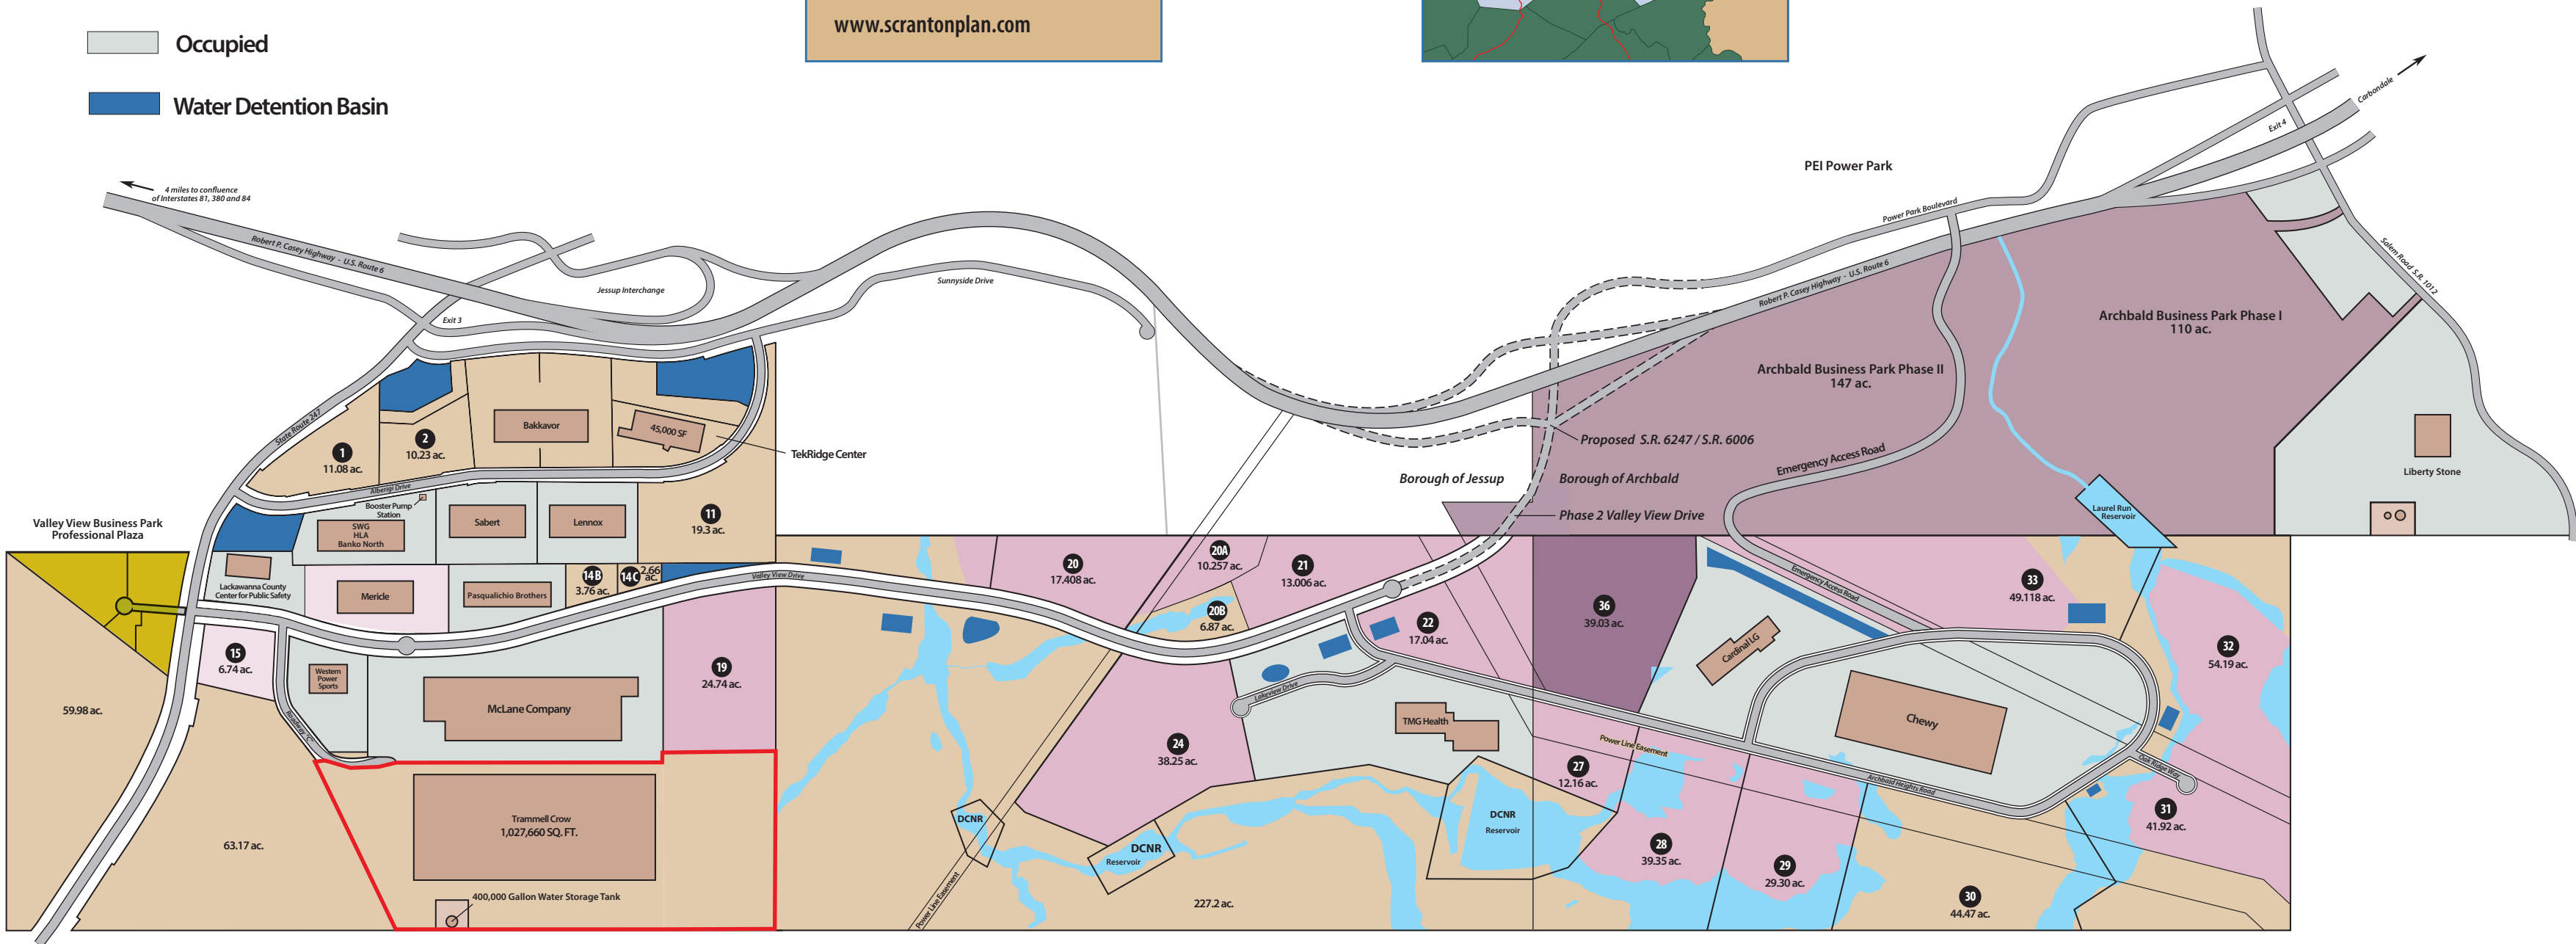 www.scrantonplan.com
Occupied
Water Detention Basin
Carbondale
Exit 4
PEI Power Park
4 miles to confluence
of Interstates 81, 380 and 84
Power Park Boulevard
Robert P. Casey Highway - U.S. Route 6
Jessup Interchange
Sunnyside Drive
Exit 3
Robert P. Casey Highway - U.S. Route 6
Salem Road S.R. 1012
Archbald Business Park Phase I
110 ac.
Archbald Business Park Phase II
147 ac.
State Route 247
1
11.08 ac.
2
10.23 ac.
Bakkavor
45,000 SF
TekRidge Center
Proposed S.R. 6247 / S.R. 6006
Emergency Access Road
Borough of Jessup
Borough of Archbald
Liberty Stone
Alberigi Drive
Booster Pump
Station
SWG
HLA
Banko North
Sabert
Lennox
11
19.3 ac.
Phase 2 Valley View Drive
Laurel Run
Reservoir
Valley View Business Park
Professional Plaza
Lackawanna County
Center for Public Safety
Mericle
Pasqualichio Brothers
14B
3.76 ac.
14C
2.66
ac.
Valley View Drive
20
17.408 ac.
20A
10.257 ac.
21
13.006 ac.
20B
6.87 ac.
22
17.04 ac.
36
39.03 ac.
Emergency Access Road
33
49.118 ac.
32
54.19 ac.
Cardinal LG
15
6.74 ac.
Western
Power
Sports
Roadway "C"
McLane Company
19
24.74 ac.
59.98 ac.
Lakeview Drive
TMG Health
Chewy
24
38.25 ac.
Power Line Easement
27
12.16 ac.
Archbald Heights Road
Oak Ridge Way
31
41.92 ac.
Trammell Crow
1,027,660 SQ. FT.
63.17 ac.
400,000 Gallon Water Storage Tank
DCNR
DCNR
Reservoir
DCNR
Reservoir
Power Line Easement
227.2 ac.
28
39.35 ac.
29
29.30 ac.
30
44.47 ac.